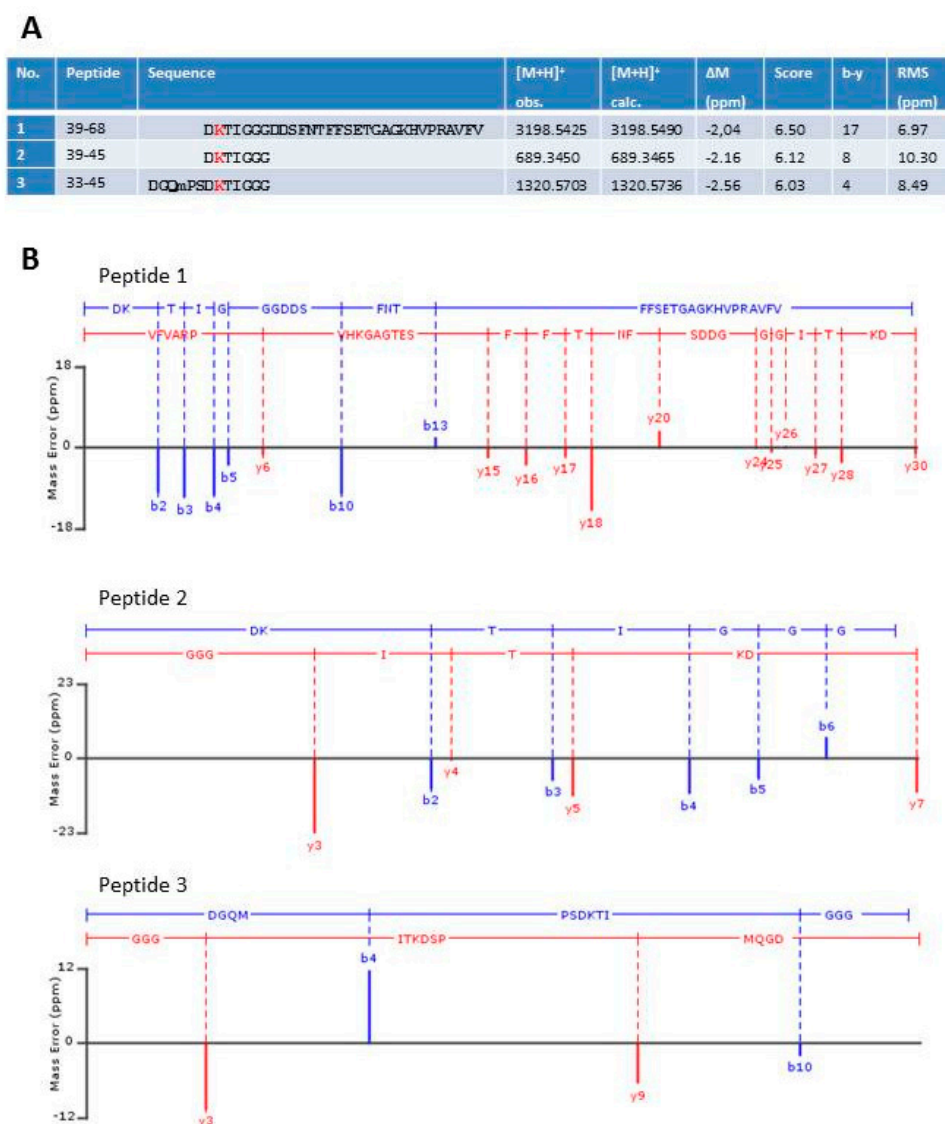 A
No. Peptide Sequence [M+H]+ obs. [M+H]+ calc. ΔM (ppm) Score b-y RMS (ppm)
1 39-68 DKTIGGGDDSFNTFFSETGAGKHVPRAVFV 3198.5425 3198.5490 -2,04 6.50 17 6.97
2 39-45 DKTIGGG 689.3450 689.3465 -2.16 6.12 8 10.30
3 33-45 DGQmPSDKTIGGG 1320.5703 1320.5736 -2.56 6.03 4 8.49
B
Peptide 1
DK T I G GGDDS FNT FFSETGAGKHVPRAVFV
VFVARP VHKGAGTES F F T NF SDDG G G I T KD
18
0
-18
Mass Error (ppm)
b2 b3 b4 b5 y6 b10 b13 y15 y16 y17 y18 y20 y24 y25 y26 y27 y28 y30
Peptide 2
DK T I G G G
GGG I T KD
23
0
-23
Mass Error (ppm)
y3 b2 y4 b3 y5 b4 b5 b6 y7
Peptide 3
DGQM PSDKTI GGG
GGG ITKDSP MQGD
12
0
-12
Mass Error (ppm)
y3 b4 y9 b10